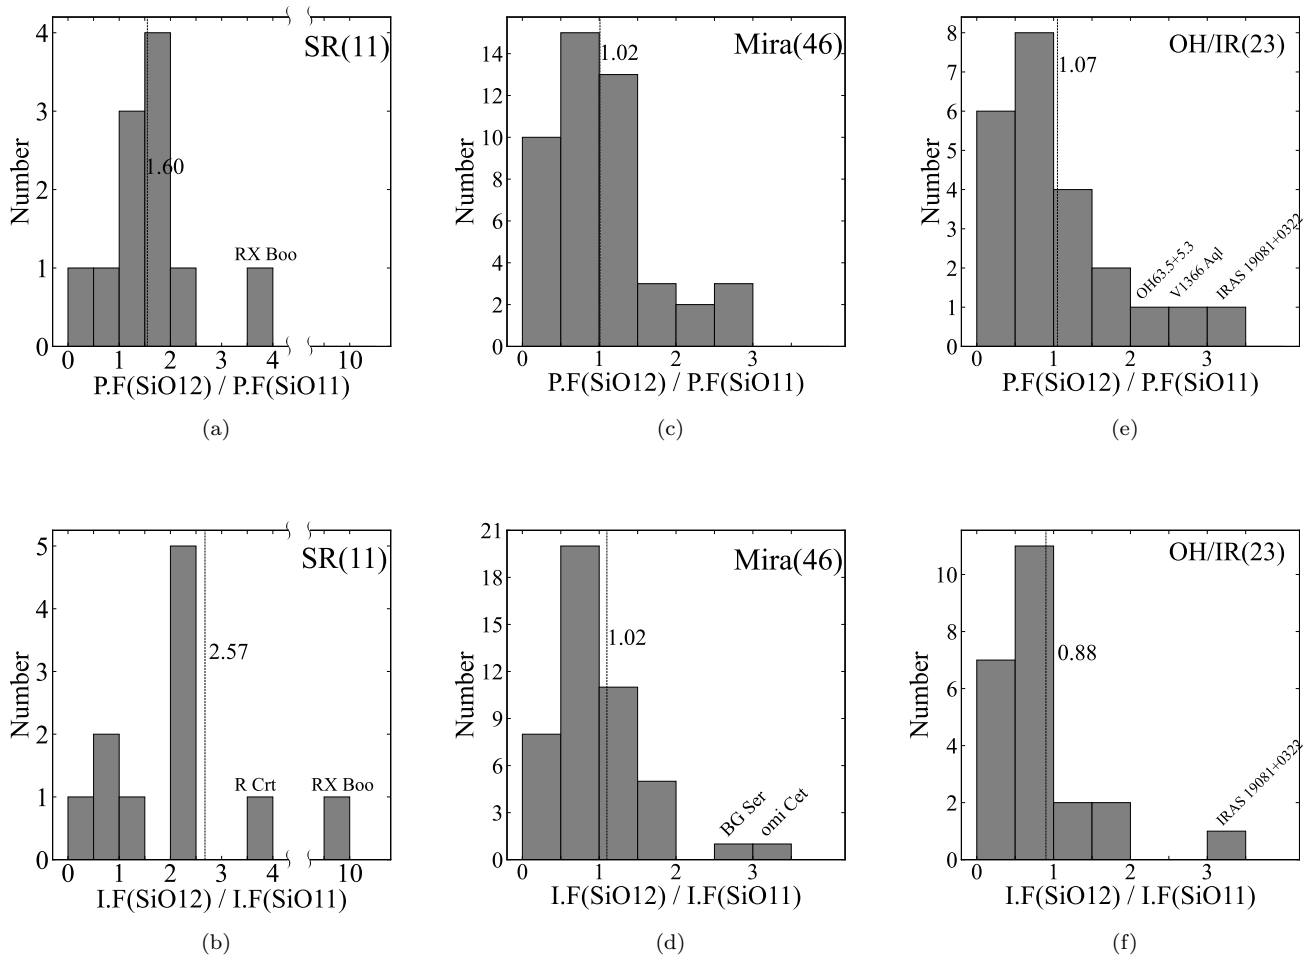 SR(11)
Number
4
3
2
1
0
1.60
RX Boo
0 1 2 3 4 10
P.F(SiO12) / P.F(SiO11)
(a)
Mira(46)
Number
14
12
10
8
6
4
2
0
1.02
0 1 2 3
P.F(SiO12) / P.F(SiO11)
(c)
OH/IR(23)
Number
8
7
6
5
4
3
2
1
0
1.07
OH63.5+5.3
V1366 Aql
IRAS 19081+0322
0 1 2 3
P.F(SiO12) / P.F(SiO11)
(e)
SR(11)
Number
5
4
3
2
1
0
2.57
R Crt
RX Boo
0 1 2 3 4 10
I.F(SiO12) / I.F(SiO11)
(b)
Mira(46)
Number
21
18
15
12
9
6
3
0
1.02
BG Ser
omi Cet
0 1 2 3
I.F(SiO12) / I.F(SiO11)
(d)
OH/IR(23)
Number
10
8
6
4
2
0
0.88
IRAS 19081+0322
0 1 2 3
I.F(SiO12) / I.F(SiO11)
(f)